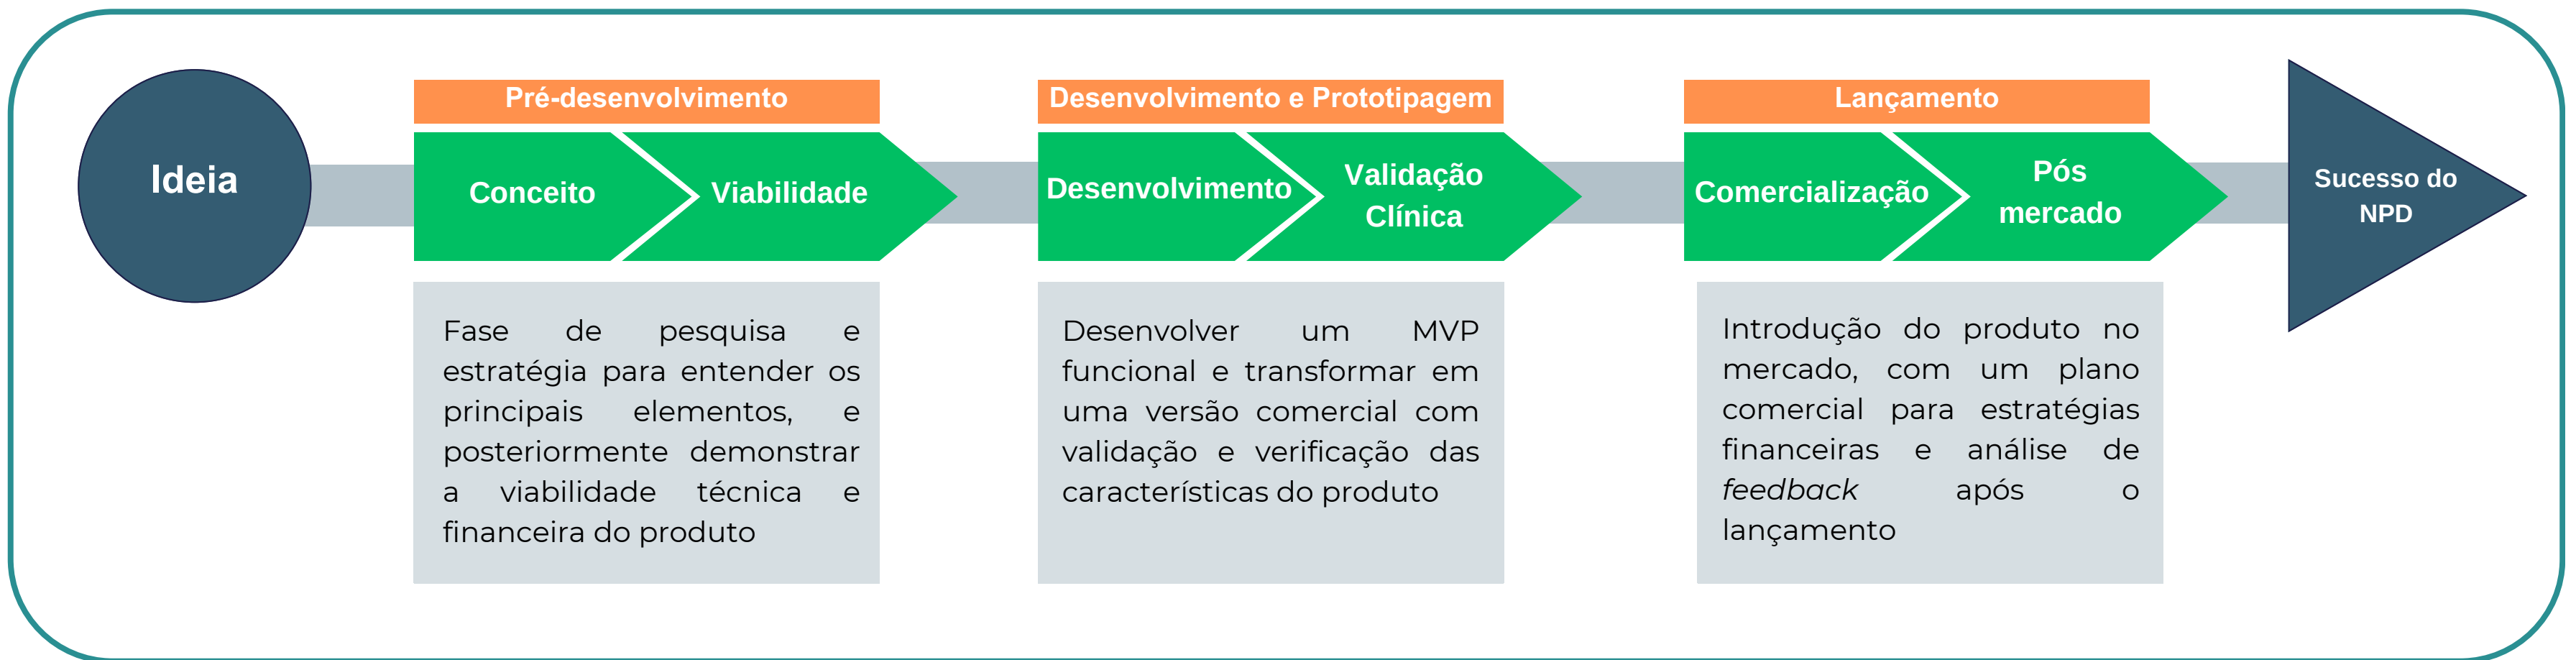 Ideia
Pré-desenvolvimento
Conceito
Viabilidade
Fase de pesquisa e
estratégia para entender os
principais elementos, e
posteriormente demonstrar
a viabilidade técnica e
financeira do produto
Desenvolvimento e Prototipagem
Desenvolvimento
Validação
Clínica
Desenvolver um MVP
funcional e transformar em
uma versão comercial com
validação e verificação das
características do produto
Lançamento
Comercialização
Pós
mercado
Introdução do produto no
mercado, com um plano
comercial para estratégias
financeiras e análise de
feedback após o
lançamento
Sucesso do
NPD